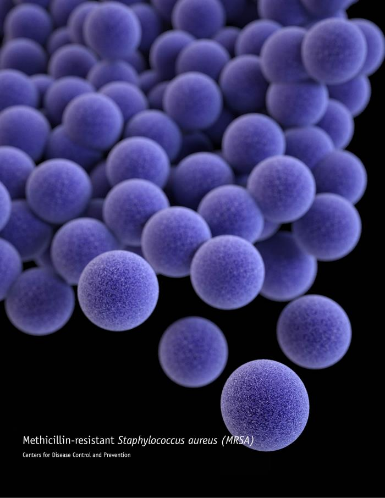 Methicillin-resistant Staphylococcus aureus (MRSA)
Centers for Disease Control and Prevention